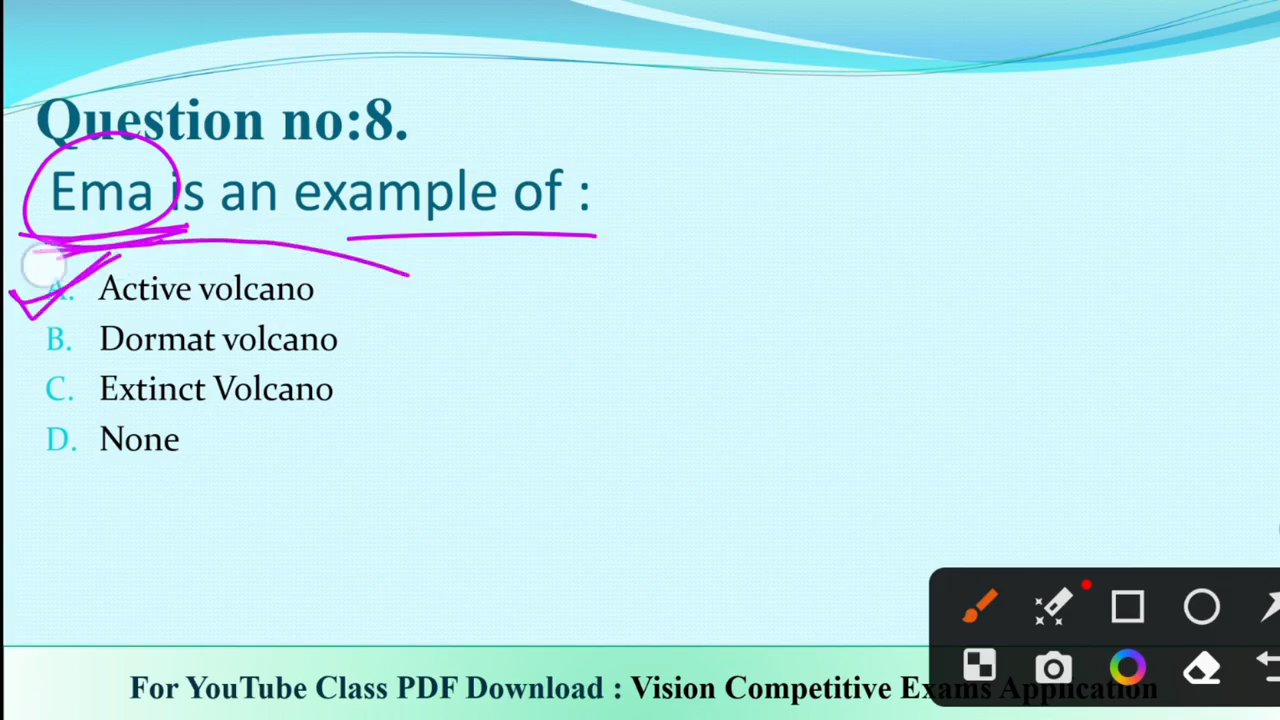 Question no:8.
Ema is an example of :
A. Active volcano
B. Dormat volcano
C. Extinct Volcano
D. None
For YouTube Class PDF Download : Vision Competitive Exams Application